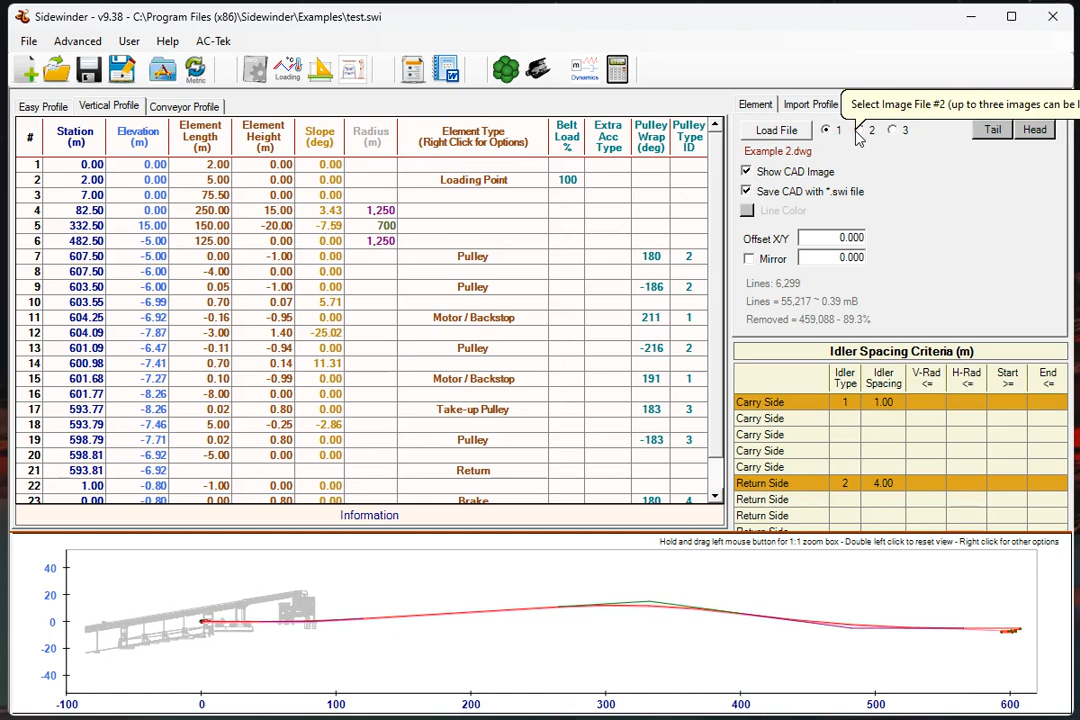 Sidewinder - v9.38 - C:\Program Files (x86)\Sidewinder\Examples\test.swi
File Advanced User Help AC-Tek
Loading Metric m() Dynamics
Easy Profile Vertical Profile Conveyor Profile
Element Import Profile
Select Image File #2 (up to three images can be l
# Station (m) Elevation (m) Element Length (m) Element Height (m) Slope (deg) Radius (m) Element Type (Right Click for Options) Belt Load % Extra Acc Type Pulley Wrap (deg) Pulley Type ID
1 0.00 0.00 2.00 0.00 0.00
2 2.00 0.00 5.00 0.00 0.00 Loading Point 100
3 7.00 0.00 75.50 0.00 0.00
4 82.50 0.00 250.00 15.00 3.43 1,250
5 332.50 15.00 150.00 -20.00 -7.59 700
6 482.50 -5.00 125.00 0.00 0.00 1,250
7 607.50 -5.00 0.00 -1.00 0.00 Pulley 180 2
8 607.50 -6.00 -4.00 0.00 0.00
9 603.50 -6.00 0.05 -1.00 0.00 Pulley -186 2
10 603.55 -6.99 0.70 0.07 5.71
11 604.25 -6.92 -0.16 -0.95 0.00 Motor / Backstop 211 1
12 604.09 -7.87 -3.00 1.40 -25.02
13 601.09 -6.47 -0.11 -0.94 0.00 Pulley -216 2
14 600.98 -7.41 0.70 0.14 11.31
15 601.68 -7.27 0.10 -0.99 0.00 Motor / Backstop 191 1
16 601.77 -8.26 -8.00 0.00 0.00
17 593.77 -8.26 0.02 0.80 0.00 Take-up Pulley 183 3
18 593.79 -7.46 5.00 -0.25 -2.86
19 598.79 -7.71 0.02 0.80 0.00 Pulley -183 3
20 598.81 -6.92 -5.00 0.00 0.00
21 593.81 -6.92 Return
22 1.00 -0.80 -1.00 0.00 0.00
23 0.00 -0.80 0.00 0.80 0.00 Brake 180 4
Information
Load File 1 2 3 Tail Head
Example 2.dwg
Show CAD Image
Save CAD with *.swi file
Line Color
Offset X/Y 0.000
Mirror 0.000
Lines: 6,299
Lines = 55,217 ~ 0.39 mB
Removed = 459,088 - 89.3%
Idler Spacing Criteria (m)
Idler Type Idler Spacing V-Rad <= H-Rad <= Start >= End <=
Carry Side 1 1.00
Carry Side
Carry Side
Carry Side
Carry Side
Return Side 2 4.00
Return Side
Return Side
Return Side
Hold and drag left mouse button for 1:1 zoom box - Double left click to reset view - Right click for other options
40
20
0
-20
-40
-100 0 100 200 300 400 500 600